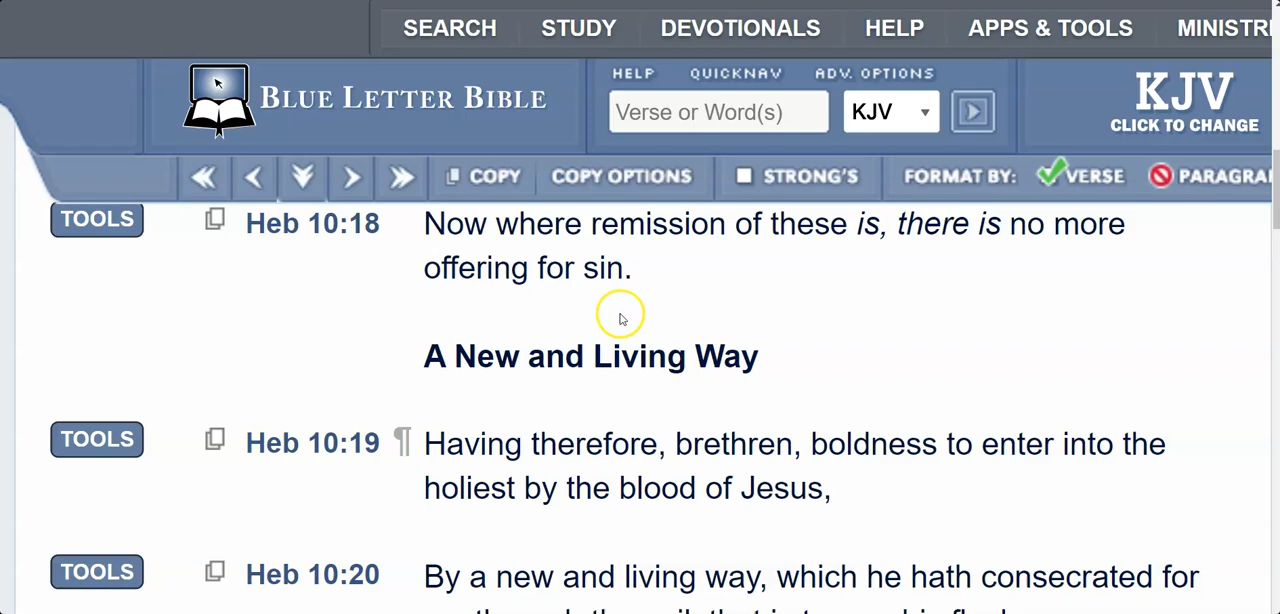 SEARCH STUDY DEVOTIONALS HELP APPS & TOOLS MINISTR
HELP QUICKNAV ADV. OPTIONS
BLUE LETTER BIBLE
Verse or Word(s) KJV
KJV
CLICK TO CHANGE
COPY COPY OPTIONS STRONG'S FORMAT BY: VERSE PARAGRA
TOOLS Heb 10:18 Now where remission of these is, there is no more
offering for sin.
A New and Living Way
TOOLS Heb 10:19 ¶ Having therefore, brethren, boldness to enter into the
holiest by the blood of Jesus,
TOOLS Heb 10:20 By a new and living way, which he hath consecrated for